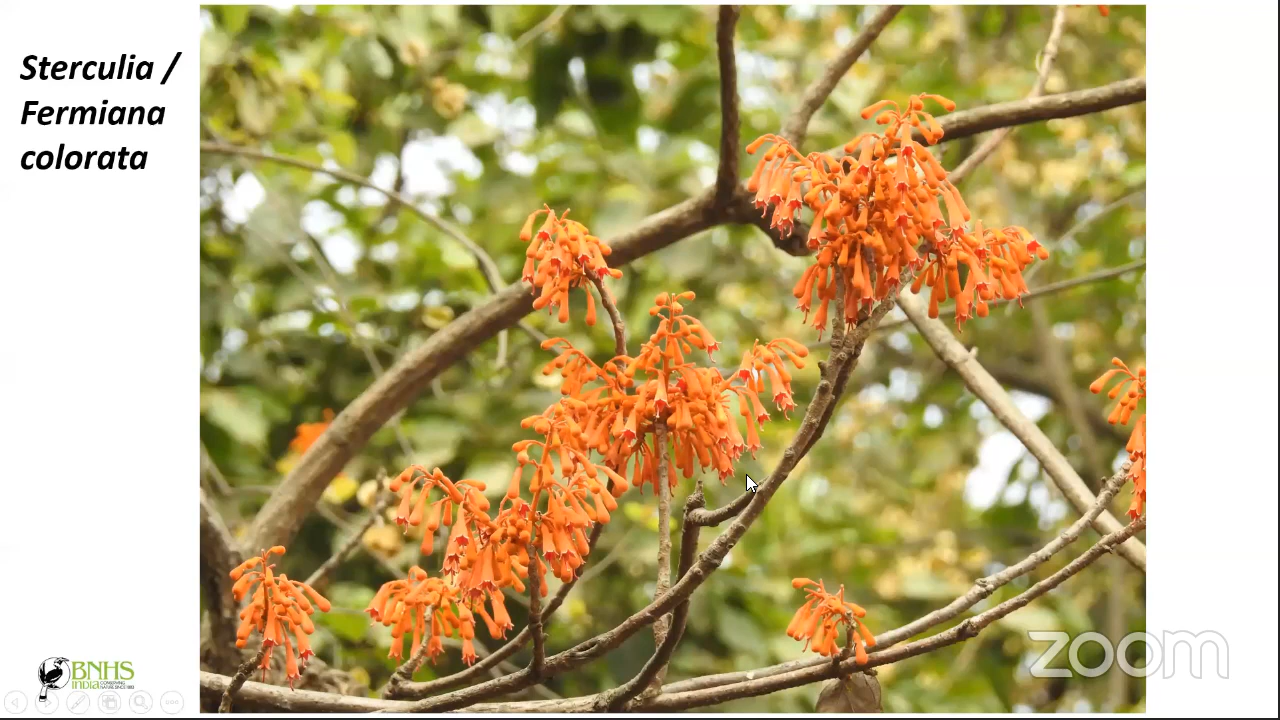 Sterculia /
Fermiana
colorata
BNHS
INDIA
zoom